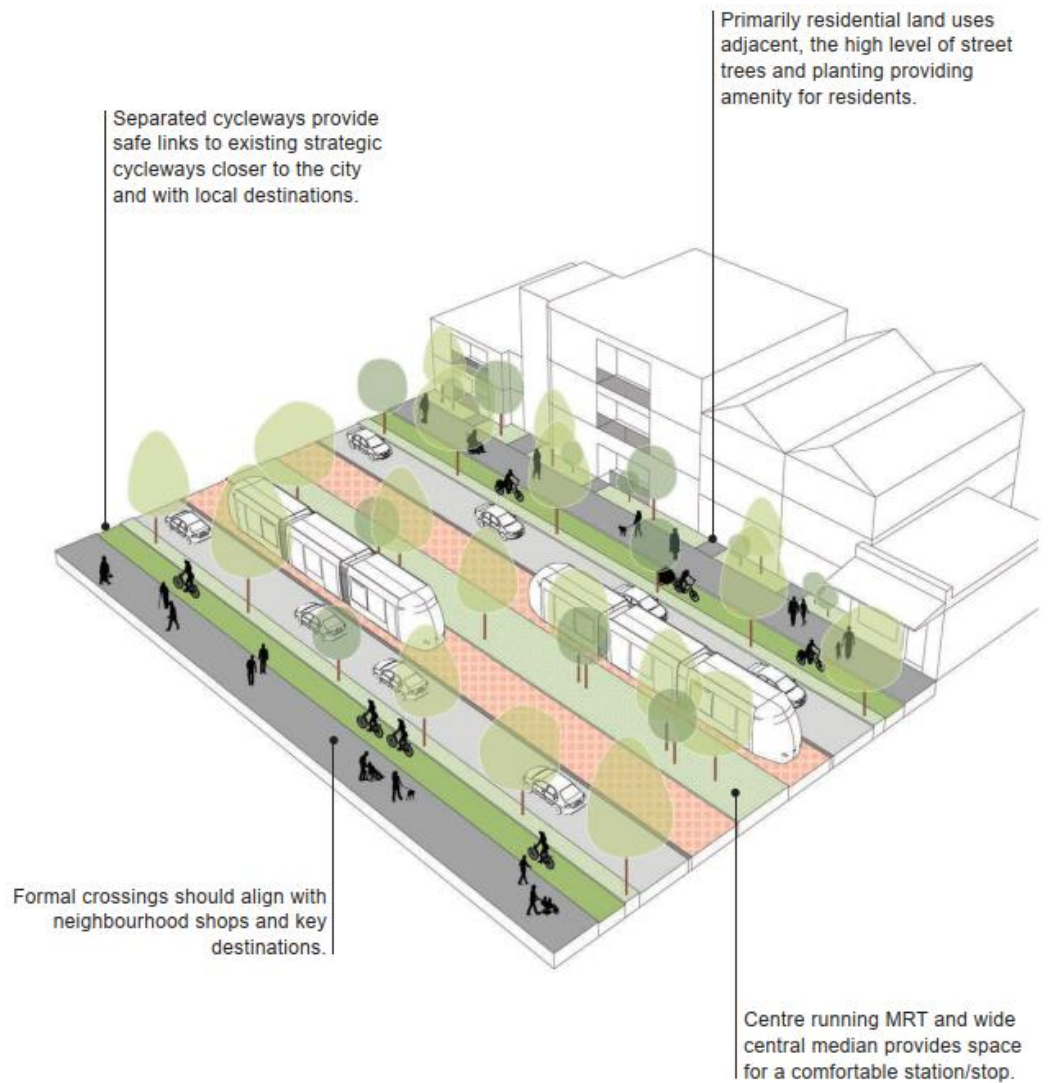 Primarily residential land uses
adjacent, the high level of street
trees and planting providing
amenity for residents.
Separated cycleways provide
safe links to existing strategic
cycleways closer to the city
and with local destinations.
Formal crossings should align with
neighbourhood shops and key
destinations.
Centre running MRT and wide
central median provides space
for a comfortable station/stop.